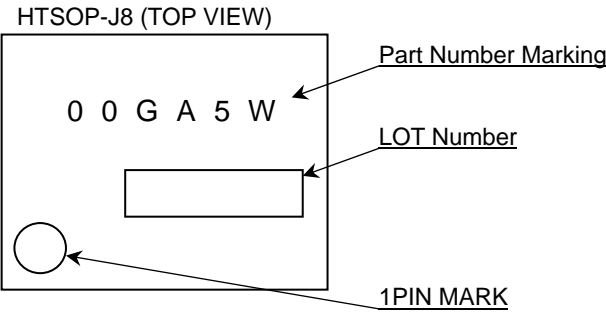 HTSOP-J8 (TOP VIEW)
Part Number Marking
0 0 G A 5 W
LOT Number
1PIN MARK